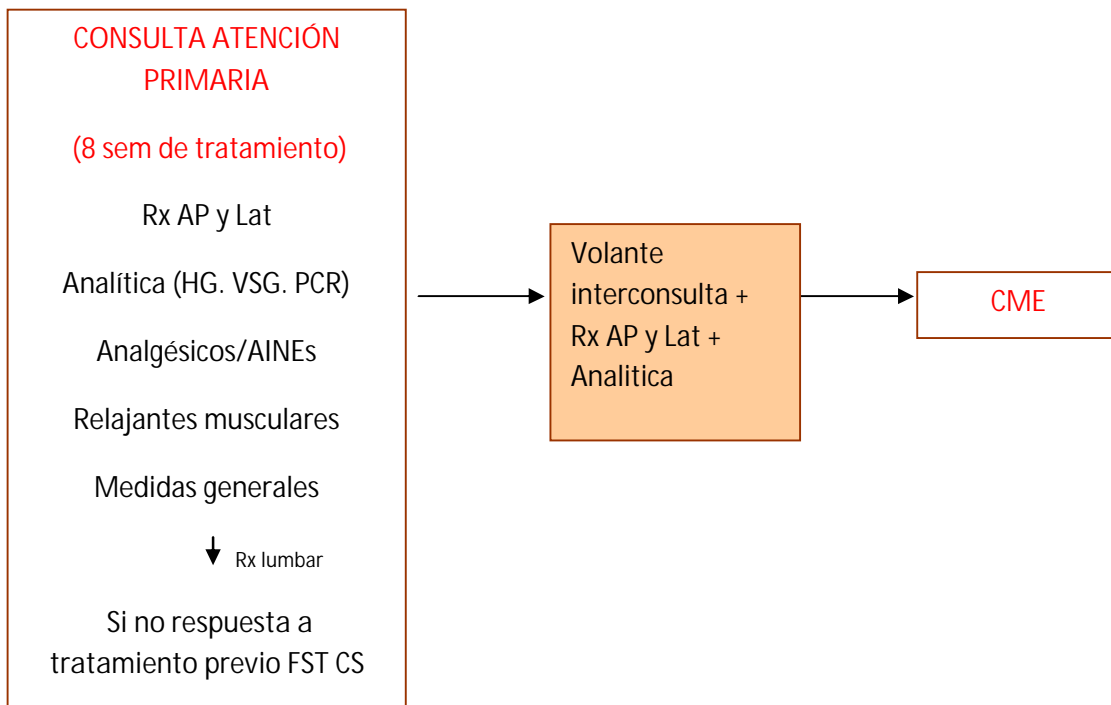 CONSULTA ATENCIÓN
PRIMARIA
(8 sem de tratamiento)
Rx AP y Lat
Analítica (HG. VSG. PCR)
Analgésicos/AINEs
Relajantes musculares
Medidas generales
Rx lumbar
Si no respuesta a
tratamiento previo FST CS
Volante
interconsulta +
Rx AP y Lat +
Analitica
CME